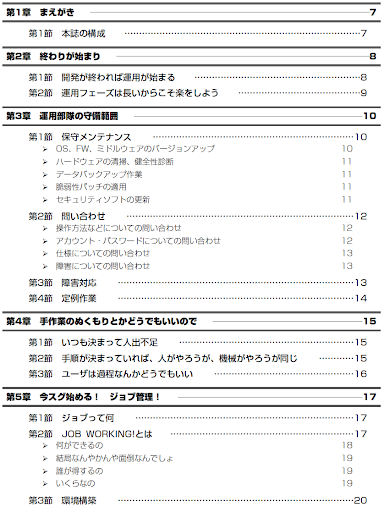 第1章 まえがき 7
第1節 本誌の構成 ………………………………………………7
第2章 終わりが始まり 8
第1節 開発が終われば運用が始まる ……………………………8
第2節 運用フェーズは長いからこそ楽をしよう ………………9
第3章 運用部隊の守備範囲 10
第1節 保守メンテナンス ………………………………………10
➢ OS、FW、ミドルウェアのバージョンアップ 10
➢ ハードウェアの清掃、健全性診断 11
➢ データバックアップ作業 11
➢ 脆弱性パッチの適用 11
➢ セキュリティソフトの更新 11
第2節 問い合わせ ………………………………………………12
➢ 操作方法などについての問い合わせ 12
➢ アカウント・パスワードについての問い合わせ 12
➢ 仕様についての問い合わせ 13
➢ 障害についての問い合わせ 13
第3節 障害対応 …………………………………………………13
第4節 定例作業 …………………………………………………14
第4章 手作業のぬくもりとかどうでもいいので 15
第1節 いつも決まって人出不足 ………………………………15
第2節 手順が決まっていれば、人がやろうが、機械がやろうが同じ …………15
第3節 ユーザは過程なんかどうでもいい ……………………16
第5章 今スグ始める! ジョブ管理! 17
第1節 ジョブって何 ……………………………………………17
第2節 JOB WORKING!とは ……………………………………17
➢ 何ができるの 18
➢ 結局なんやかんや面倒なんでしょ 19
➢ 誰が得するの 19
➢ いくらなの 19
第3節 環境構築 …………………………………………………20